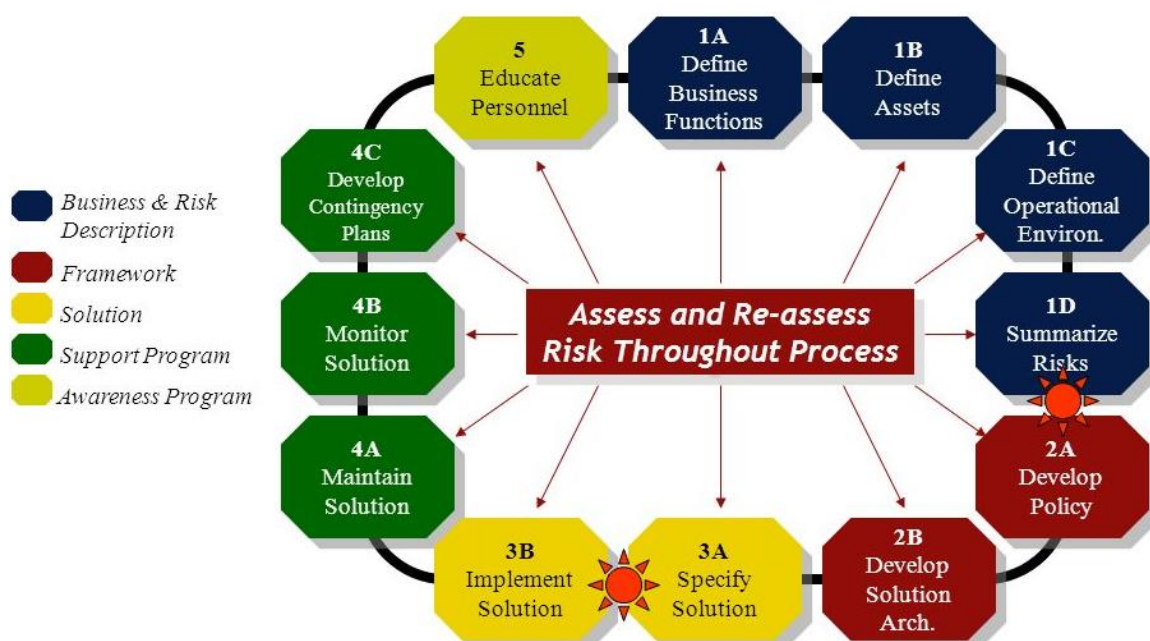 5
Educate
Personnel
1A
Define
Business
Functions
1B
Define
Assets
1C
Define
Operational
Environ.
1D
Summarize
Risks
2A
Develop
Policy
2B
Develop
Solution
Arch.
3A
Specify
Solution
3B
Implement
Solution
4A
Maintain
Solution
4B
Monitor
Solution
4C
Develop
Contingency
Plans
Assess and Re-assess
Risk Throughout Process
Business & Risk
Description
Framework
Solution
Support Program
Awareness Program